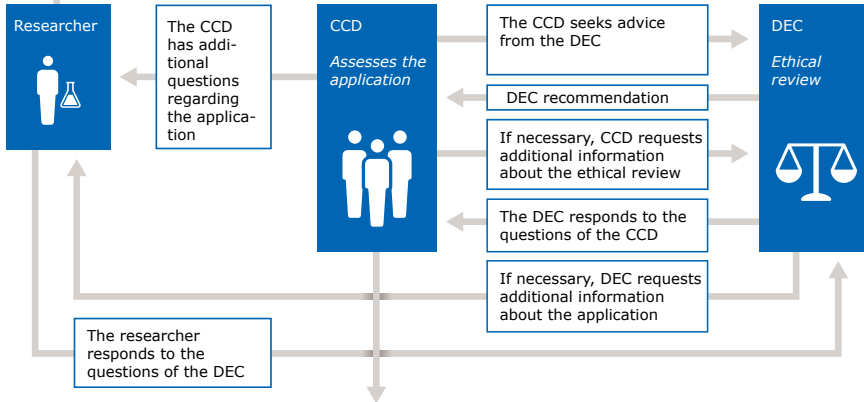 Researcher
The CCD
has addi-
tional
questions
regarding
the applica-
tion
CCD
Assesses the
application
The CCD seeks advice
from the DEC
DEC
Ethical
review
DEC recommendation
If necessary, CCD requests
additional information
about the ethical review
The DEC responds to the
questions of the CCD
If necessary, DEC requests
additional information
about the application
The researcher
responds to the
questions of the DEC